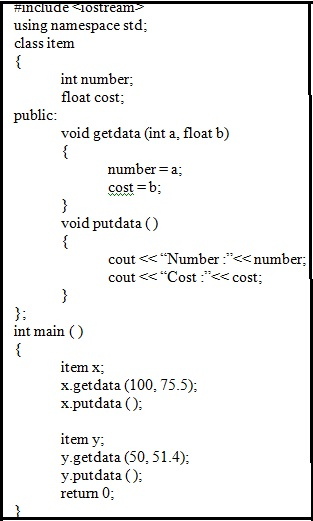 #include <iostream>
using namespace std;
class item
{
int number;
float cost;
public:
void getdata (int a, float b)
{
number = a;
cost = b;
}
void putdata ( )
{
cout << “Number :”<< number;
cout << “Cost :”<< cost;
}
};
int main ( )
{
item x;
x.getdata (100, 75.5);
x.putdata ( );
item y;
y.getdata (50, 51.4);
y.putdata ( );
return 0;
}